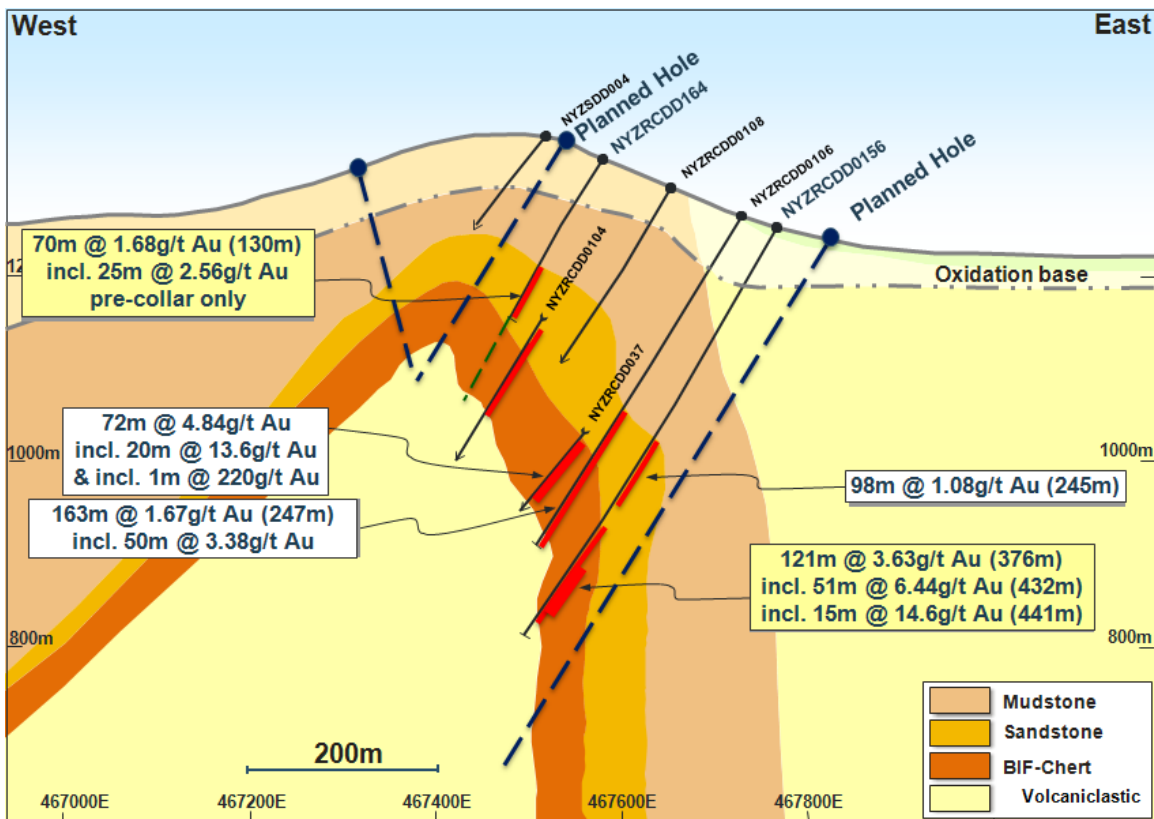 West
East
NYZSDD004
Planned Hole
NYZRCDD164
NYZRCDD0108
NYZRCDD0106
NYZRCDD0156
Planned Hole
70m @ 1.68g/t Au (130m)
incl. 25m @ 2.56g/t Au
pre-collar only
NYZRCDD0104
Oxidation base
NYZRCDD037
72m @ 4.84g/t Au
incl. 20m @ 13.6g/t Au
& incl. 1m @ 220g/t Au
1000m
1000m
98m @ 1.08g/t Au (245m)
163m @ 1.67g/t Au (247m)
incl. 50m @ 3.38g/t Au
121m @ 3.63g/t Au (376m)
incl. 51m @ 6.44g/t Au (432m)
incl. 15m @ 14.6g/t Au (441m)
800m
800m
Mudstone
Sandstone
BIF-Chert
Volcaniclastic
200m
467000E
467200E
467400E
467600E
467800E